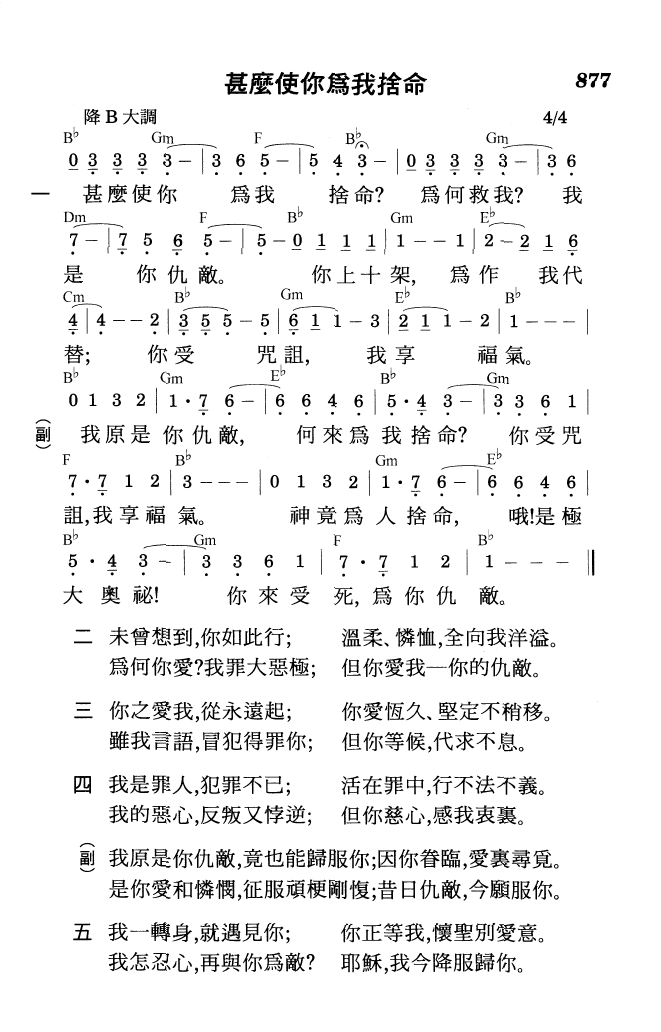 甚麼使你爲我捨命 877
降 B 大調 4/4
B♭ Gm F B♭ Gm
0 3 3 3 3 – | 3 6 5 – | 5 4 3 – | 0 3 3 3 3 – | 3 6
一 甚麼使你 爲我 捨命? 爲何救我? 我
Dm F B♭ Gm E♭
7 – | 7 5 6 5 – | 5 – 0 1 1 1 | 1 – – 1 | 2 – 2 1 6
是 你仇敵。 你上十架, 爲作 我代
Cm B♭ Gm E♭ B♭
4 | 4 – – 2 | 3 5 5 – 5 | 6 1 1 – 3 | 2 1 1 – 2 | 1 – – – |
替; 你受 咒詛, 我享 福氣。
B♭ Gm E♭ B♭ Gm
0 1 3 2 | 1 · 7 6 – | 6 6 4 6 | 5 · 4 3 – | 3 3 6 1 |
(副) 我原是你仇敵, 何來爲我捨命? 你受咒
F B♭ Gm E♭
7 · 7 1 2 | 3 – – – | 0 1 3 2 | 1 · 7 6 – | 6 6 4 6 |
詛,我享福氣。 神竟爲人捨命, 哦!是極
B♭ Gm F B♭
5 · 4 3 – | 3 3 6 1 | 7 · 7 1 2 | 1 – – – ‖
大奧祕! 你來受死,爲你仇敵。
二 未曾想到,你如此行; 溫柔、憐恤,全向我洋溢。
爲何你愛?我罪大惡極; 但你愛我—你的仇敵。
三 你之愛我,從永遠起; 你愛恆久、堅定不稍移。
雖我言語,冒犯得罪你; 但你等候,代求不息。
四 我是罪人,犯罪不已; 活在罪中,行不法不義。
我的惡心,反叛又悖逆; 但你慈心,感我衷裏。
(副) 我原是你仇敵,竟也能歸服你;因你眷臨,愛裏尋覓。
是你愛和憐憫,征服頑梗剛愎;昔日仇敵,今願服你。
五 我一轉身,就遇見你; 你正等我,懷聖別愛意。
我怎忍心,再與你爲敵? 耶穌,我今降服歸你。